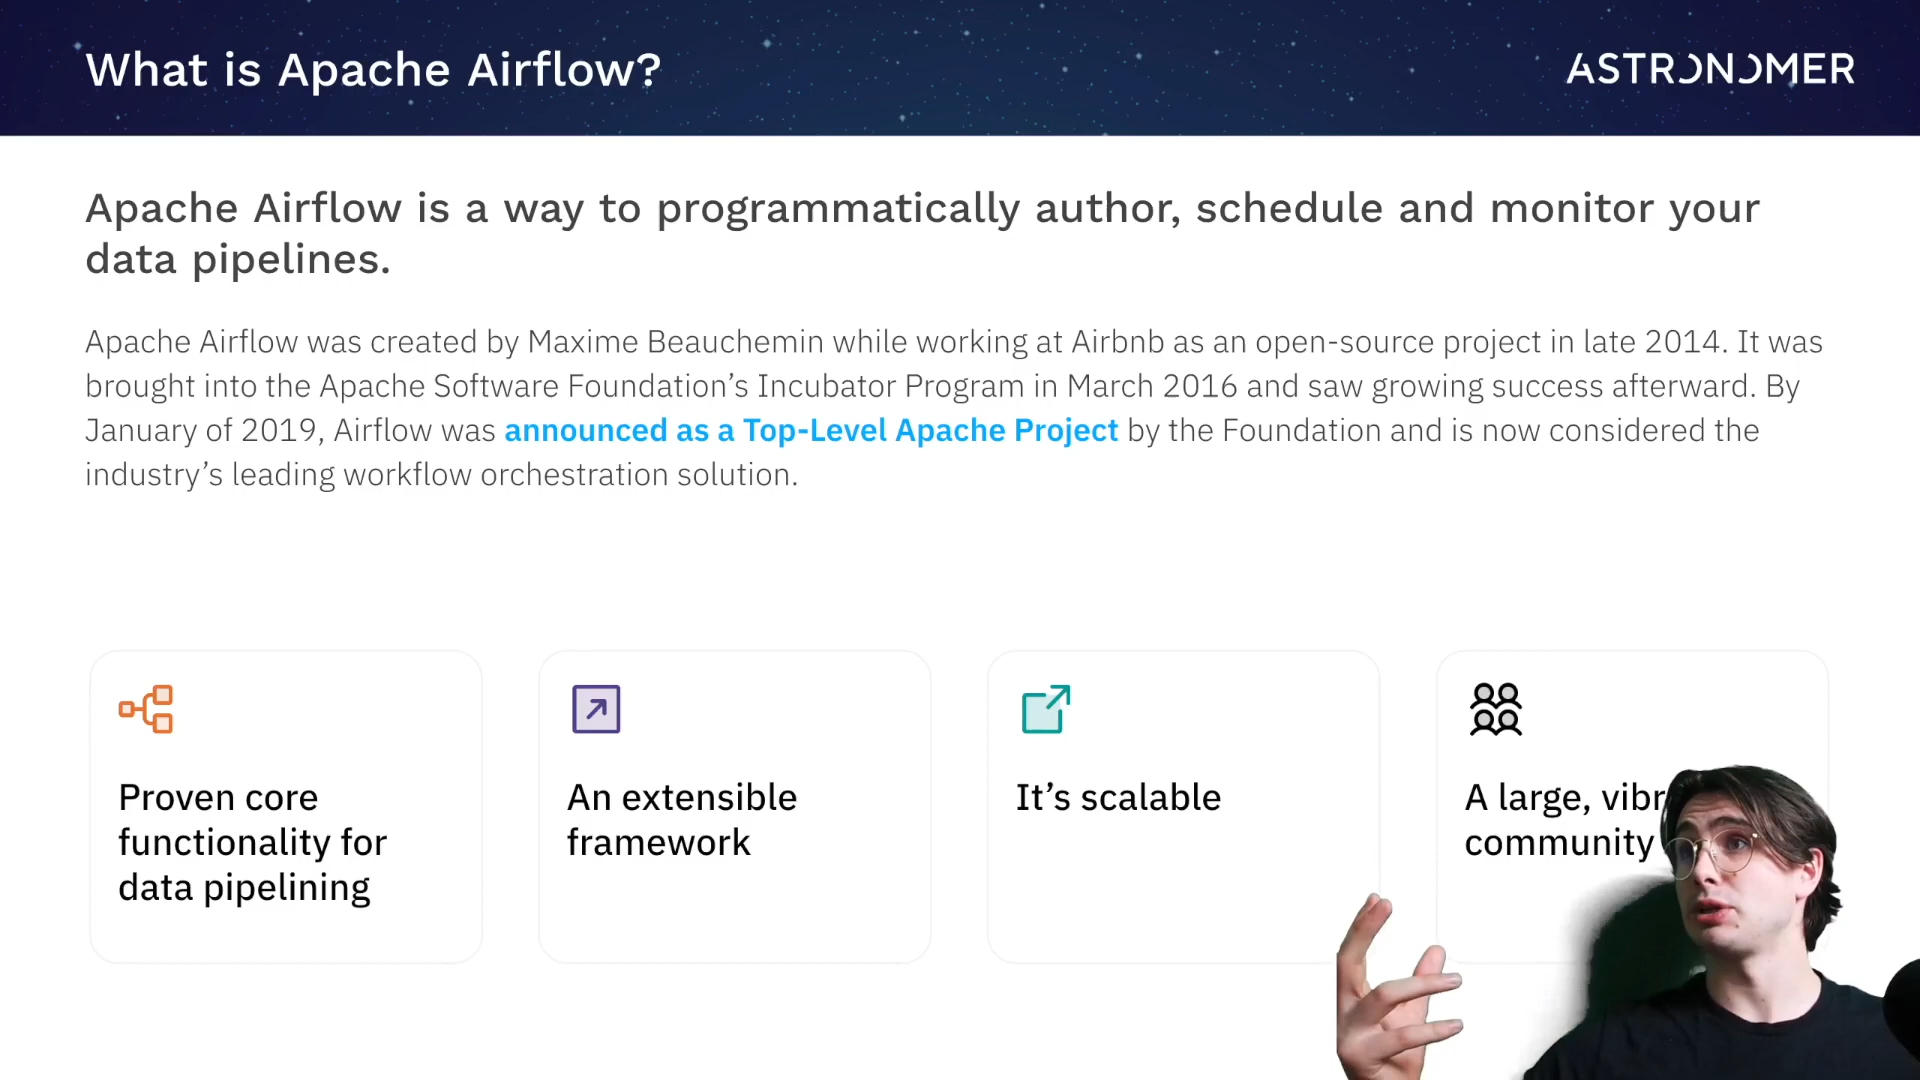 What is Apache Airflow?
ASTRONOMER
Apache Airflow is a way to programmatically author, schedule and monitor your
data pipelines.
Apache Airflow was created by Maxime Beauchemin while working at Airbnb as an open-source project in late 2014. It was
brought into the Apache Software Foundation’s Incubator Program in March 2016 and saw growing success afterward. By
January of 2019, Airflow was announced as a Top-Level Apache Project by the Foundation and is now considered the
industry’s leading workflow orchestration solution.
Proven core
functionality for
data pipelining
An extensible
framework
It’s scalable
A large,
community